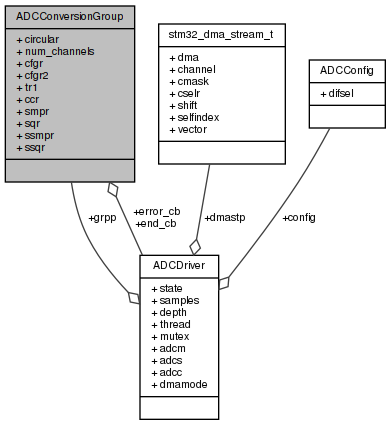 ADCConversionGroup
+ circular
+ num_channels
+ cfgr
+ cfgr2
+ tr1
+ ccr
+ smpr
+ sqr
+ ssmpr
+ ssqr
stm32_dma_stream_t
+ dma
+ channel
+ cmask
+ cselr
+ shift
+ selfindex
+ vector
ADCConfig
+ difsel
+grpp
+error_cb
+end_cb
+dmastp
+config
ADCDriver
+ state
+ samples
+ depth
+ thread
+ mutex
+ adcm
+ adcs
+ adcc
+ dmamode